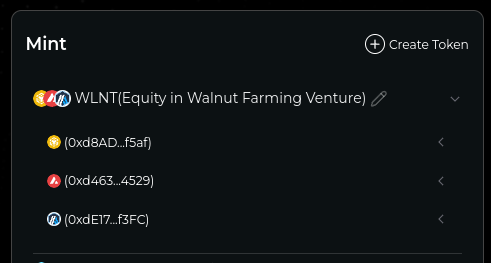 Mint
Create Token
WLNT(Equity in Walnut Farming Venture)
(0xd8AD...f5af)
(0xd463...4529)
(0xdE17...f3FC)